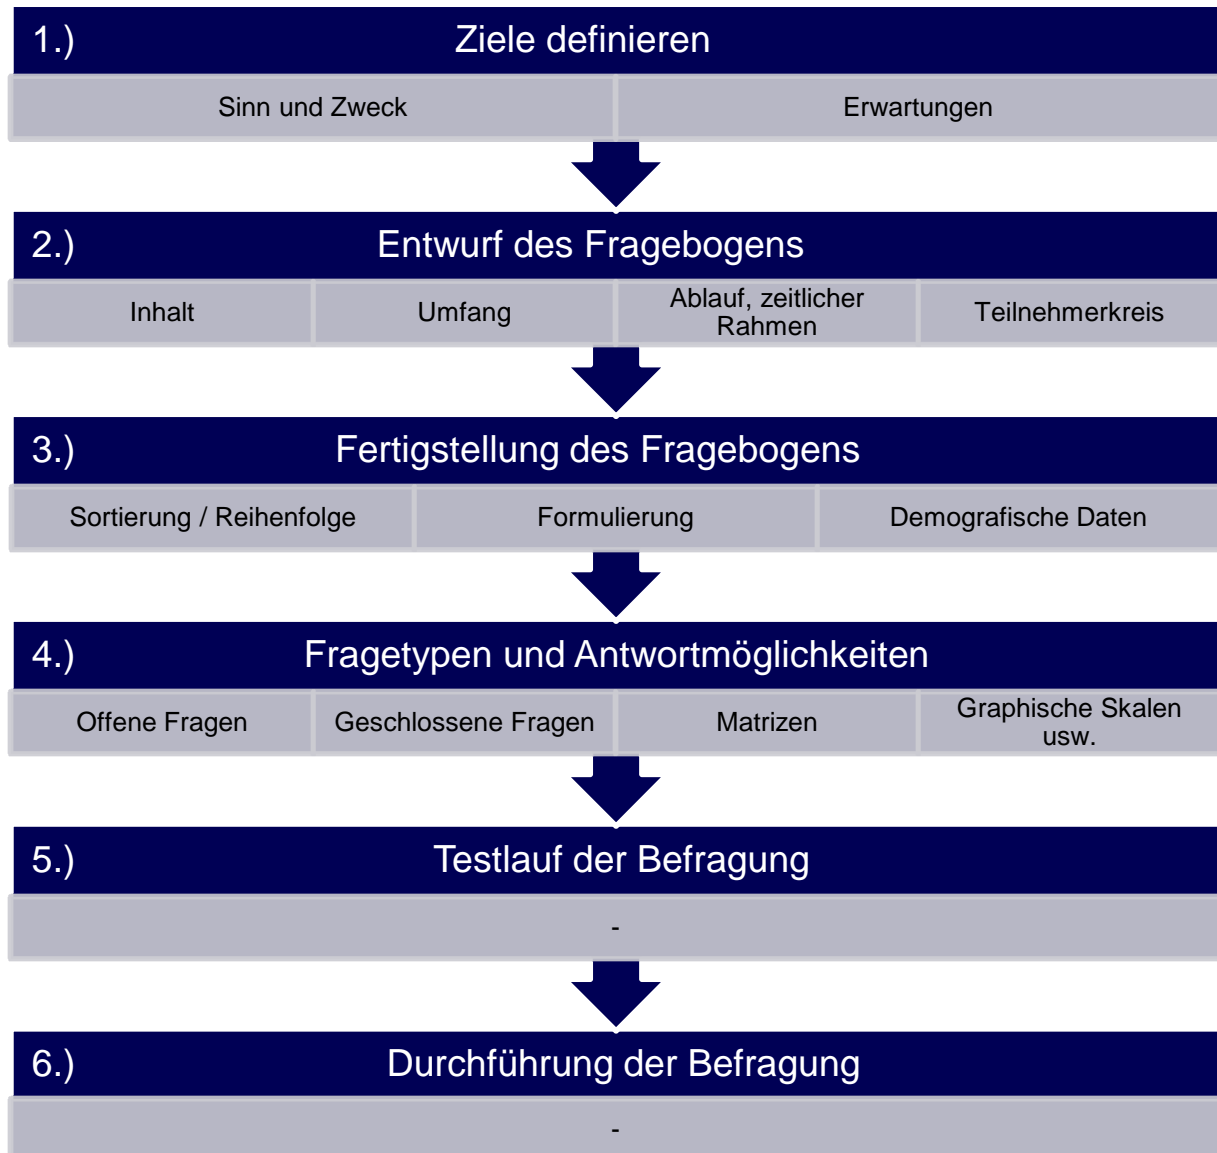 1.) Ziele definieren
Sinn und Zweck Erwartungen
2.) Entwurf des Fragebogens
Inhalt Umfang Ablauf, zeitlicher Rahmen Teilnehmerkreis
3.) Fertigstellung des Fragebogens
Sortierung / Reihenfolge Formulierung Demografische Daten
4.) Fragetypen und Antwortmöglichkeiten
Offene Fragen Geschlossene Fragen Matrizen Graphische Skalen usw.
5.) Testlauf der Befragung
-
6.) Durchführung der Befragung
-